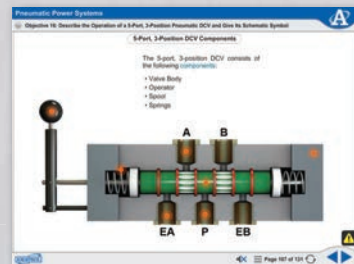 Pneumatic Power Systems
Objective 16: Describe the Operation of a 5-Port, 3-Position Pneumatic DCV and Give Its Schematic Symbol
5-Port, 3-Position DCV Components
The 5-port, 3-position DCV consists of
the following components:
• Valve Body
• Operator
• Spool
• Springs
A B
EA P EB
Page 107 of 131